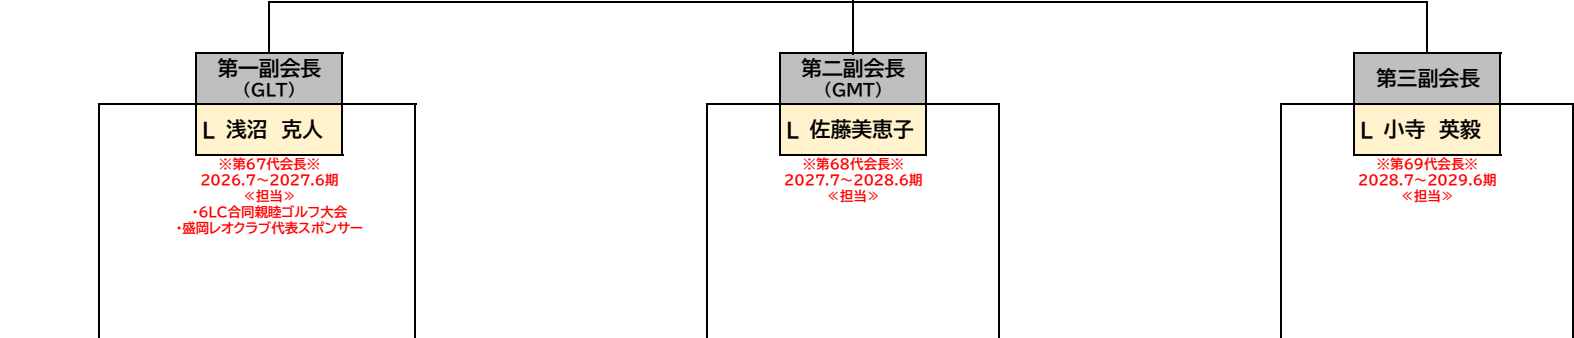 第一副会長
（GLT）
L 浅沼　克人
※第67代会長※
2026.7～2027.6期
≪担当≫
・6LC合同親睦ゴルフ大会
・盛岡レオクラブ代表スポンサー
第二副会長
（GMT）
L 佐藤美恵子
※第68代会長※
2027.7～2028.6期
≪担当≫
第三副会長
L 小寺　英毅
※第69代会長※
2028.7～2029.6期
≪担当≫